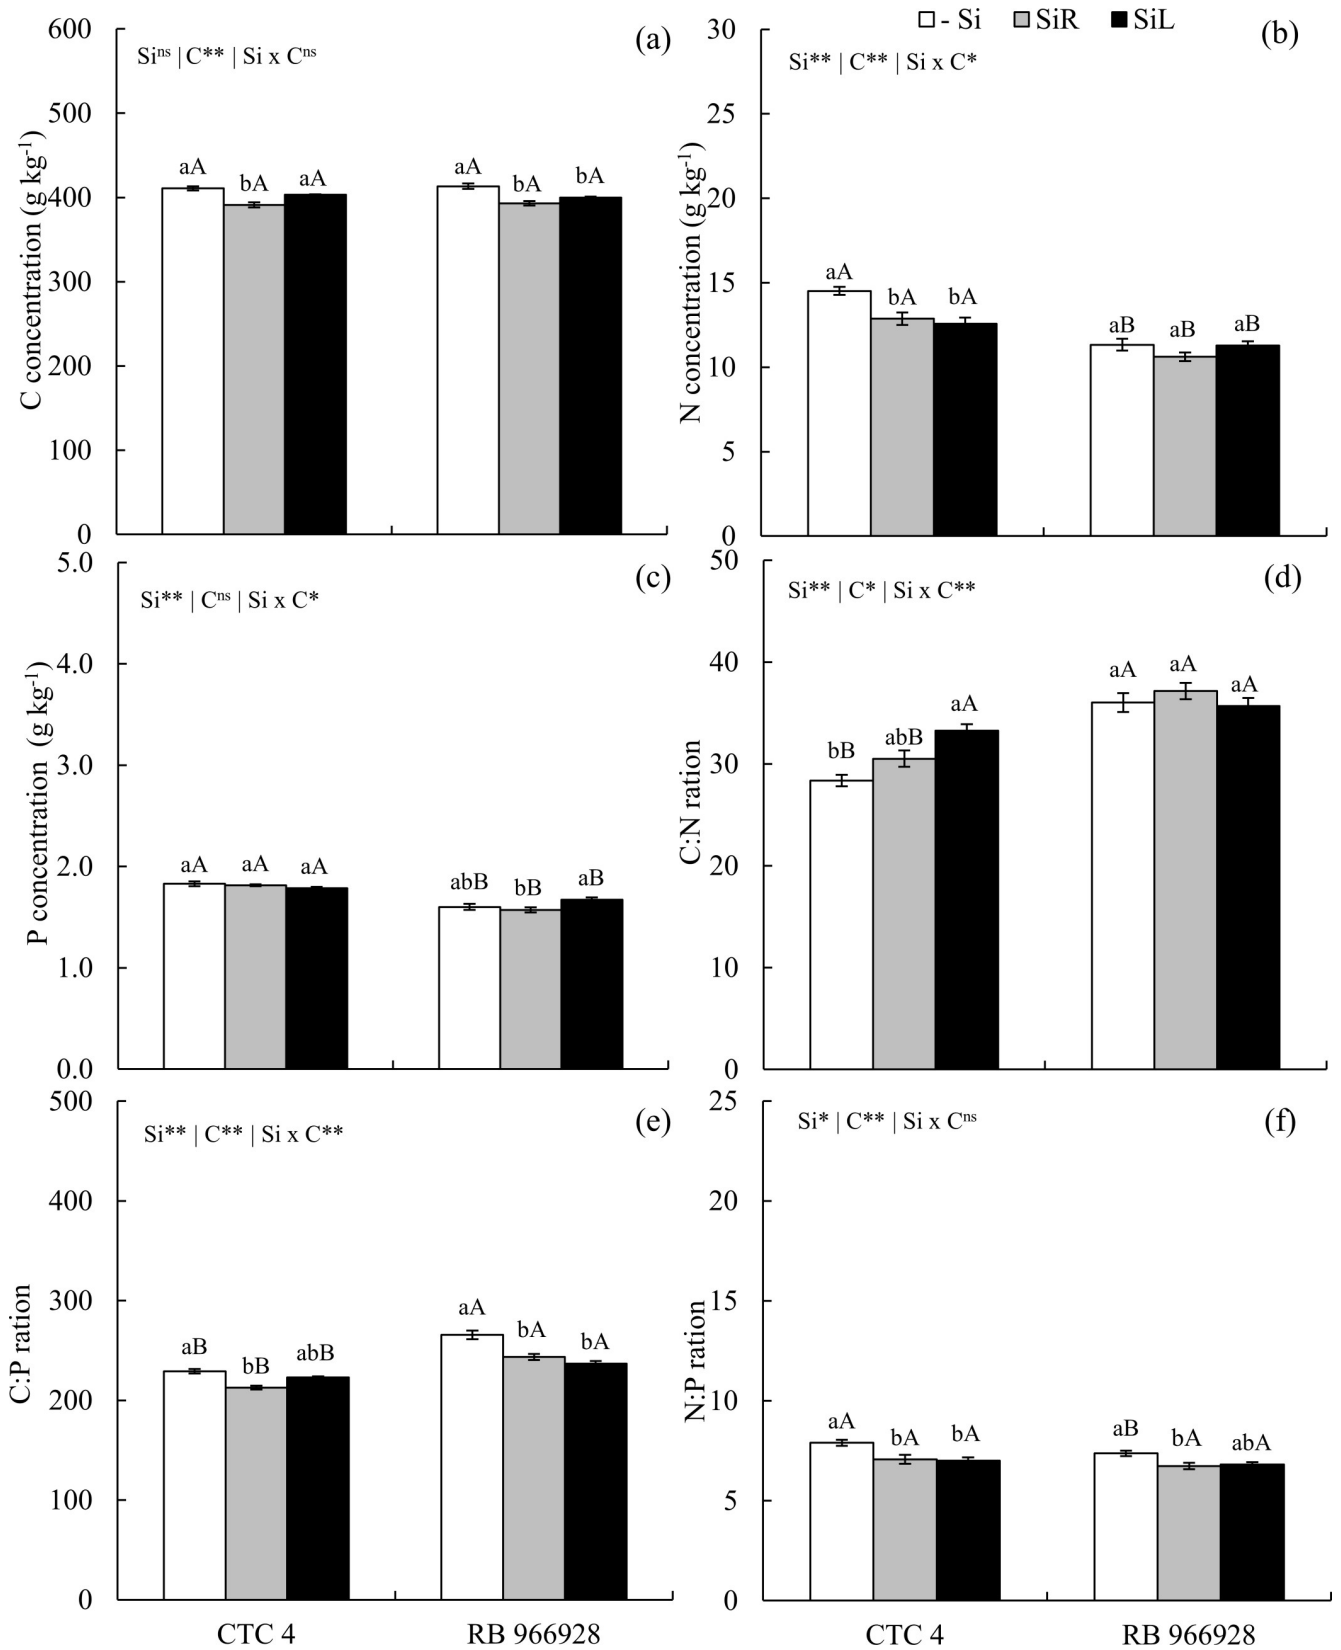 - Si SiR SiL
(a)
Siⁿˢ | C** | Si x Cⁿˢ
C concentration (g kg⁻¹)
600
500
400
300
200
100
0
aA
bA
aA
aA
bA
bA
(b)
Si** | C** | Si x C*
N concentration (g kg⁻¹)
30
25
20
15
10
5
0
aA
bA
bA
aB
aB
aB
(c)
Si** | Cⁿˢ | Si x C*
P concentration (g kg⁻¹)
5.0
4.0
3.0
2.0
1.0
0.0
aA
aA
aA
abB
bB
aB
(d)
Si** | C* | Si x C**
C:N ration
50
40
30
20
10
0
bB
abB
aA
aA
aA
aA
(e)
Si** | C** | Si x C**
C:P ration
500
400
300
200
100
0
aB
bB
abB
aA
bA
bA
CTC 4
RB 966928
(f)
Si* | C** | Si x Cⁿˢ
N:P ration
25
20
15
10
5
0
aA
bA
bA
aB
bA
abA
CTC 4
RB 966928